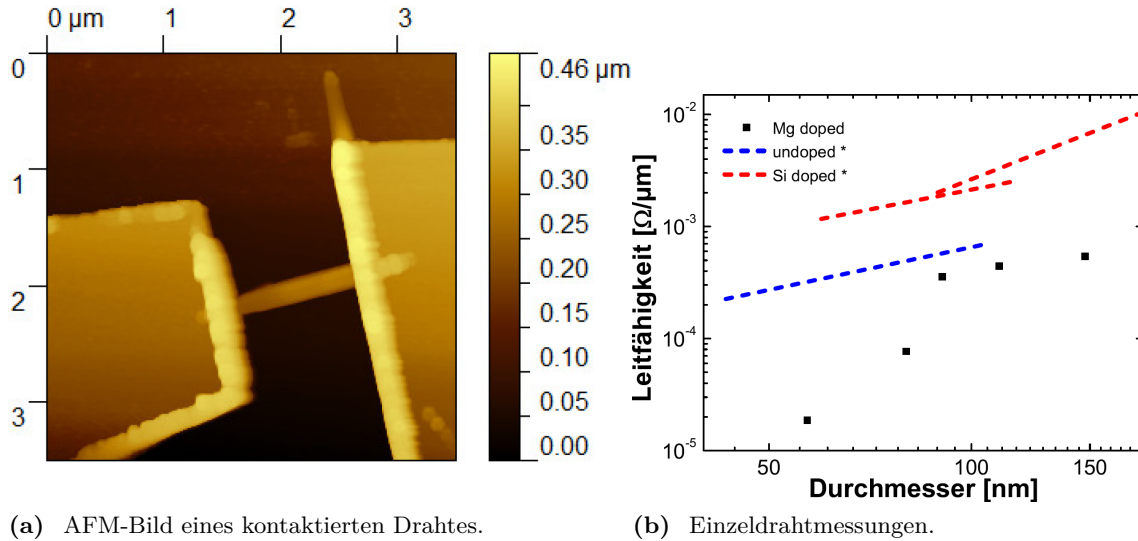 0 µm 1 2 3
0
1
2
3
0.46 µm
0.35
0.30
0.25
0.20
0.15
0.10
0.05
0.00
Leitfähigkeit [Ω/µm]
10⁻²
10⁻³
10⁻⁴
10⁻⁵
Mg doped
undoped *
Si doped *
50 100 150
Durchmesser [nm]
(a) AFM-Bild eines kontaktierten Drahtes.
(b) Einzeldrahtmessungen.